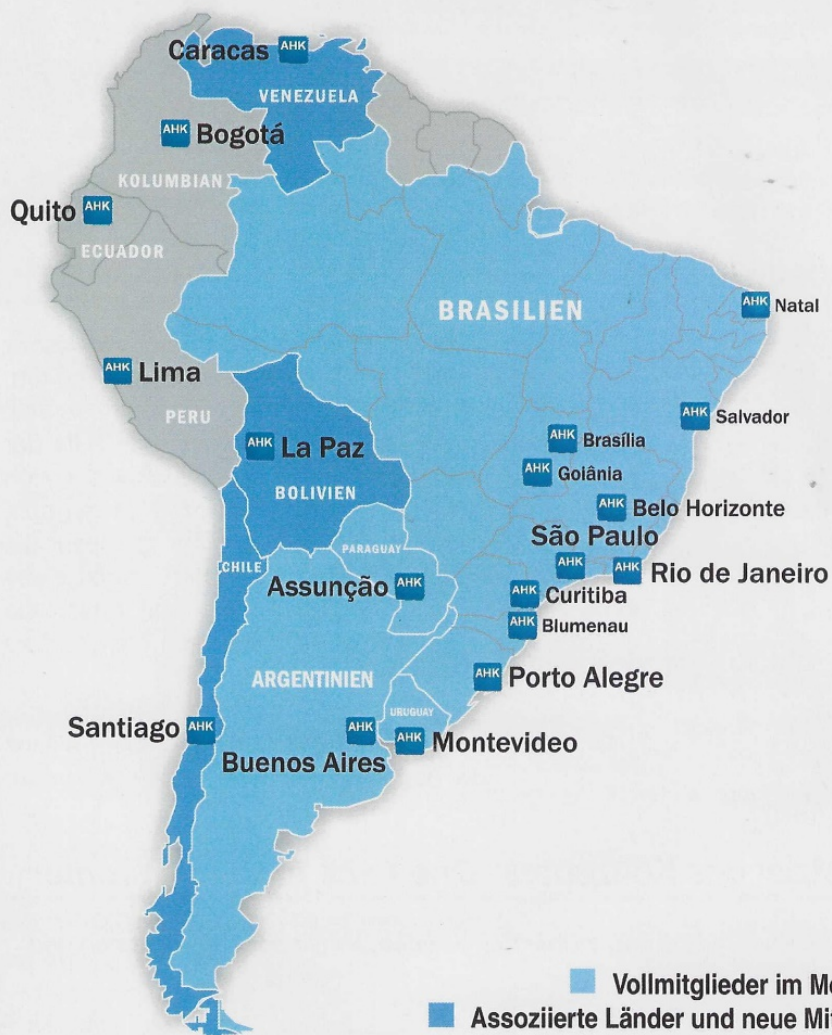 Caracas AHK
VENEZUELA
AHK Bogotá
KOLUMBIAN
Quito AHK
ECUADOR
BRASILIEN
AHK Natal
AHK Lima
PERU
AHK Salvador
AHK La Paz
AHK Brasília
AHK Goiânia
BOLIVIEN
AHK Belo Horizonte
São Paulo
AHK
PARAGUAY
CHILE
AHK Rio de Janeiro
Assunção AHK
AHK Curitiba
AHK Blumenau
ARGENTINIEN
AHK Porto Alegre
URUGUAY
Santiago AHK
AHK
Buenos Aires
AHK Montevideo
Vollmitglieder im Me
Assoziierte Länder und neue Mit